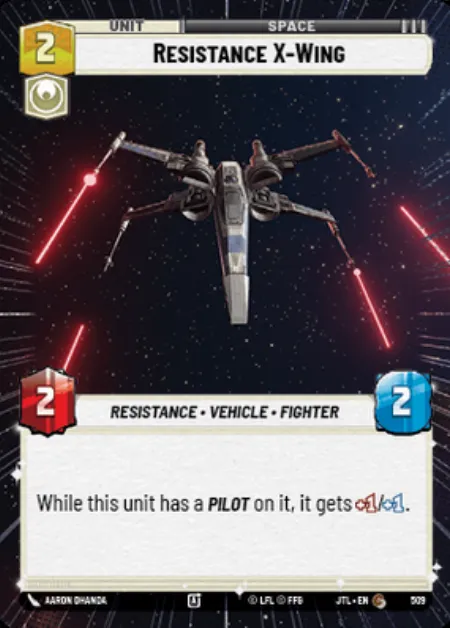 UNIT
SPACE
2
RESISTANCE X-WING
2
RESISTANCE • VEHICLE • FIGHTER
2
While this unit has a PILOT on it, it gets +1/+1.
AARON DHANDA A © LFL © FFG JTL • EN 509